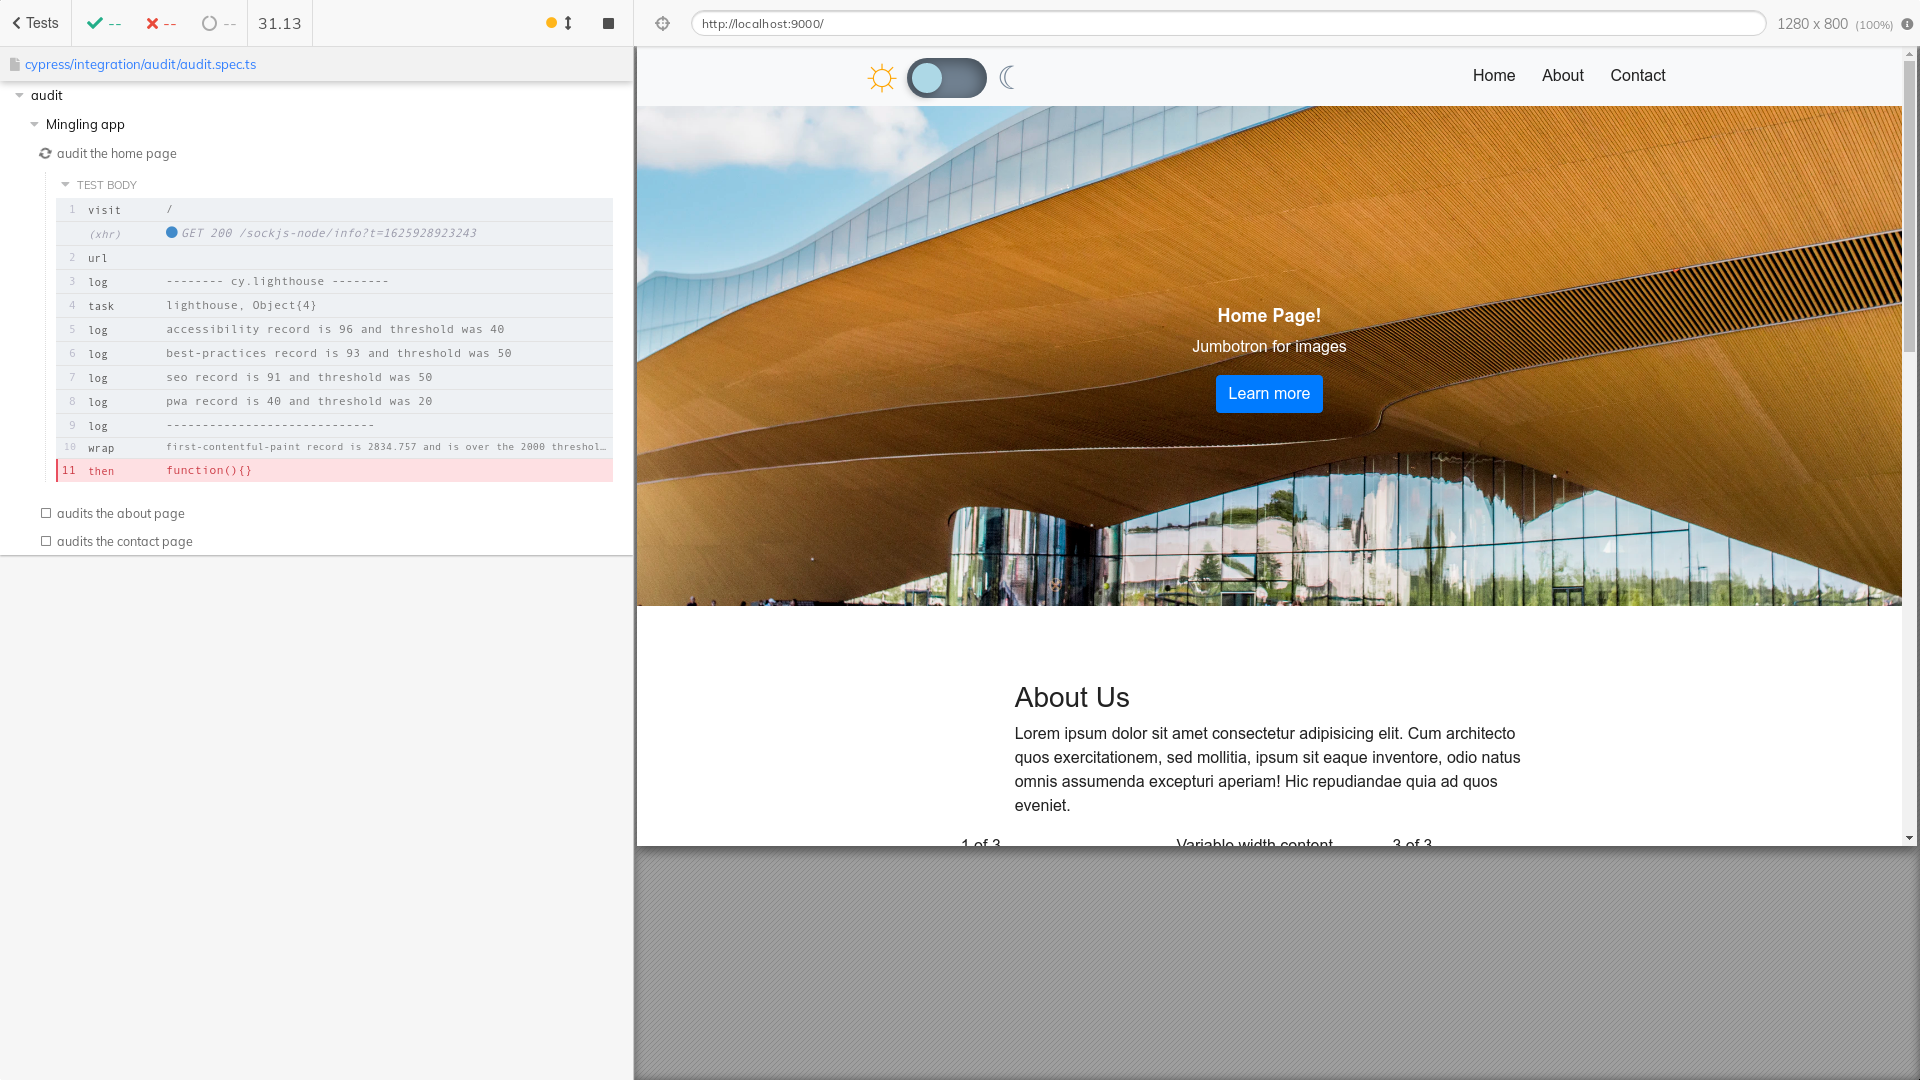 Tests
--
--
--
31.13
http://localhost:9000/
1280 x 800 (100%)
cypress/integration/audit/audit.spec.ts
audit
Mingling app
audit the home page
TEST BODY
1 visit /
(xhr) GET 200 /sockjs-node/info?t=1625928923243
2 url
3 log -------- cy.lighthouse --------
4 task lighthouse, Object{4}
5 log accessibility record is 96 and threshold was 40
6 log best-practices record is 93 and threshold was 50
7 log seo record is 91 and threshold was 50
8 log pwa record is 40 and threshold was 20
9 log -----------------------------
10 wrap first-contentful-paint record is 2834.757 and is over the 2000 threshol…
11 then function(){}
audits the about page
audits the contact page
Home About Contact
Home Page!
Jumbotron for images
Learn more
About Us
Lorem ipsum dolor sit amet consectetur adipisicing elit. Cum architecto
quos exercitationem, sed mollitia, ipsum sit eaque inventore, odio natus
omnis assumenda excepturi aperiam! Hic repudiandae quia ad quos
eveniet.
1 of 3 Variable width content 3 of 3